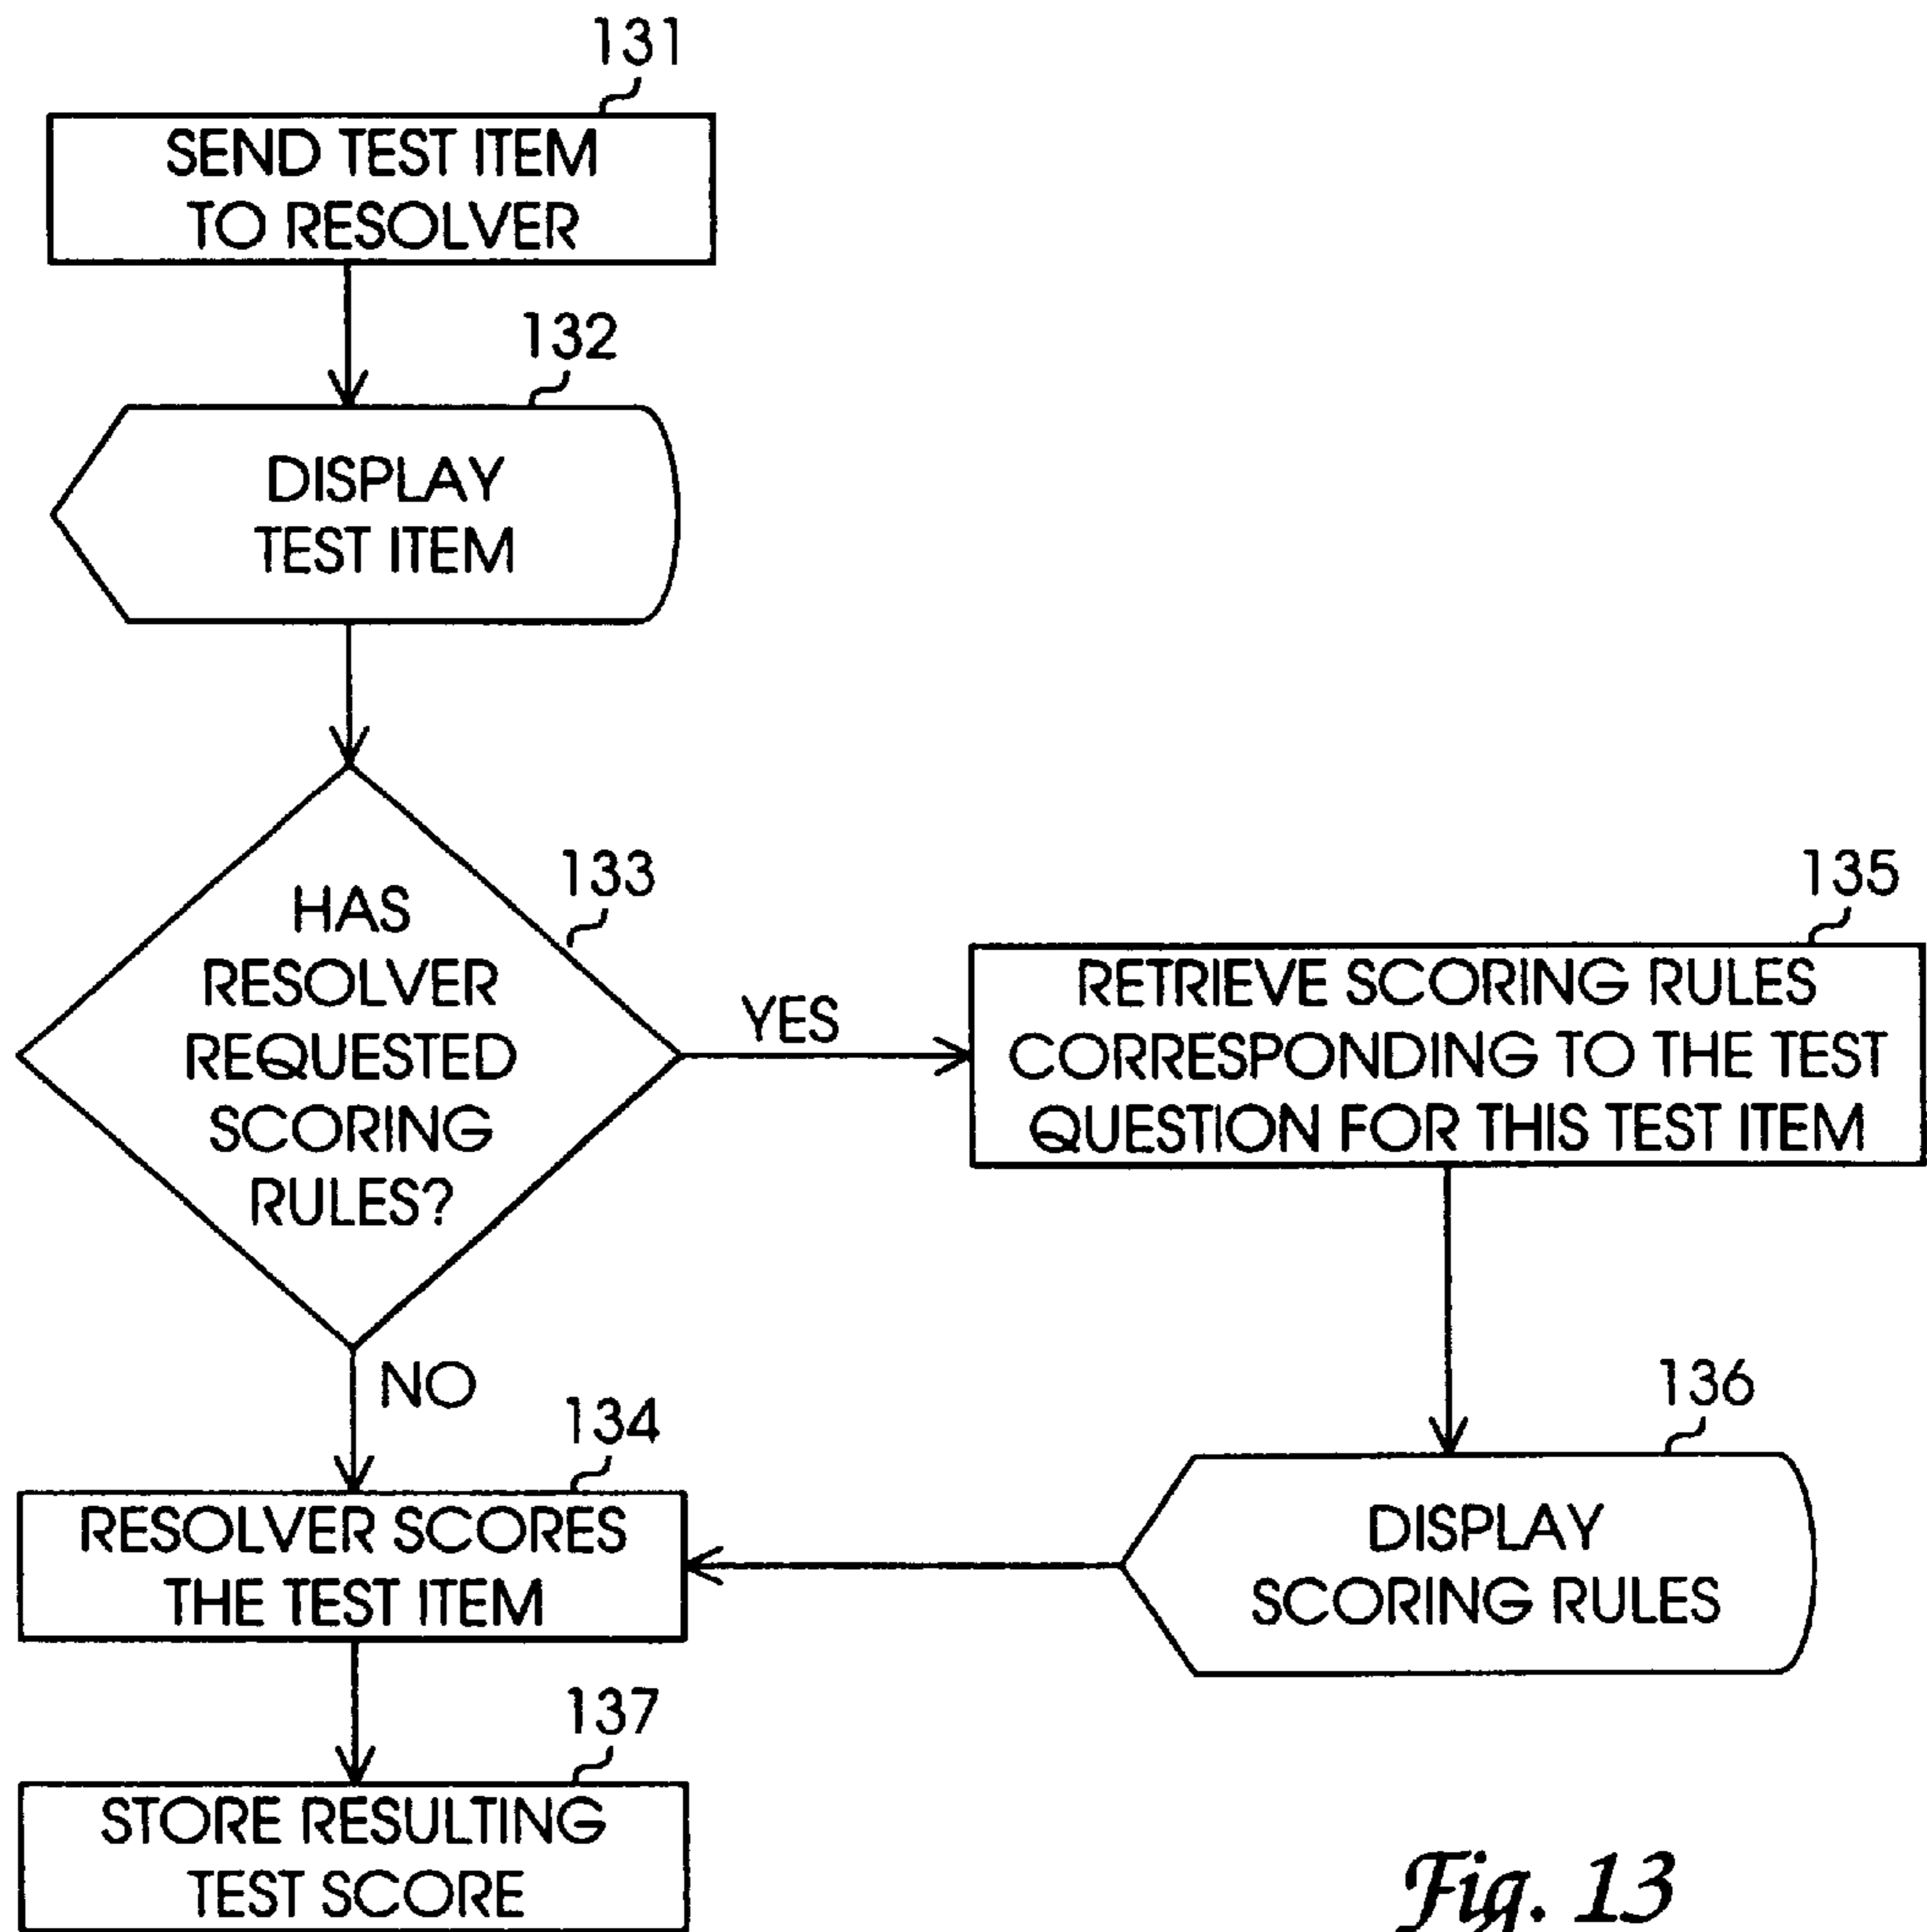 131
SEND TEST ITEM
TO RESOLVER
132
DISPLAY
TEST ITEM
133
HAS
RESOLVER
REQUESTED
SCORING
RULES?
YES
135
RETRIEVE SCORING RULES
CORRESPONDING TO THE TEST
QUESTION FOR THIS TEST ITEM
NO
134
RESOLVER SCORES
THE TEST ITEM
136
DISPLAY
SCORING RULES
137
STORE RESULTING
TEST SCORE
Fig. 13